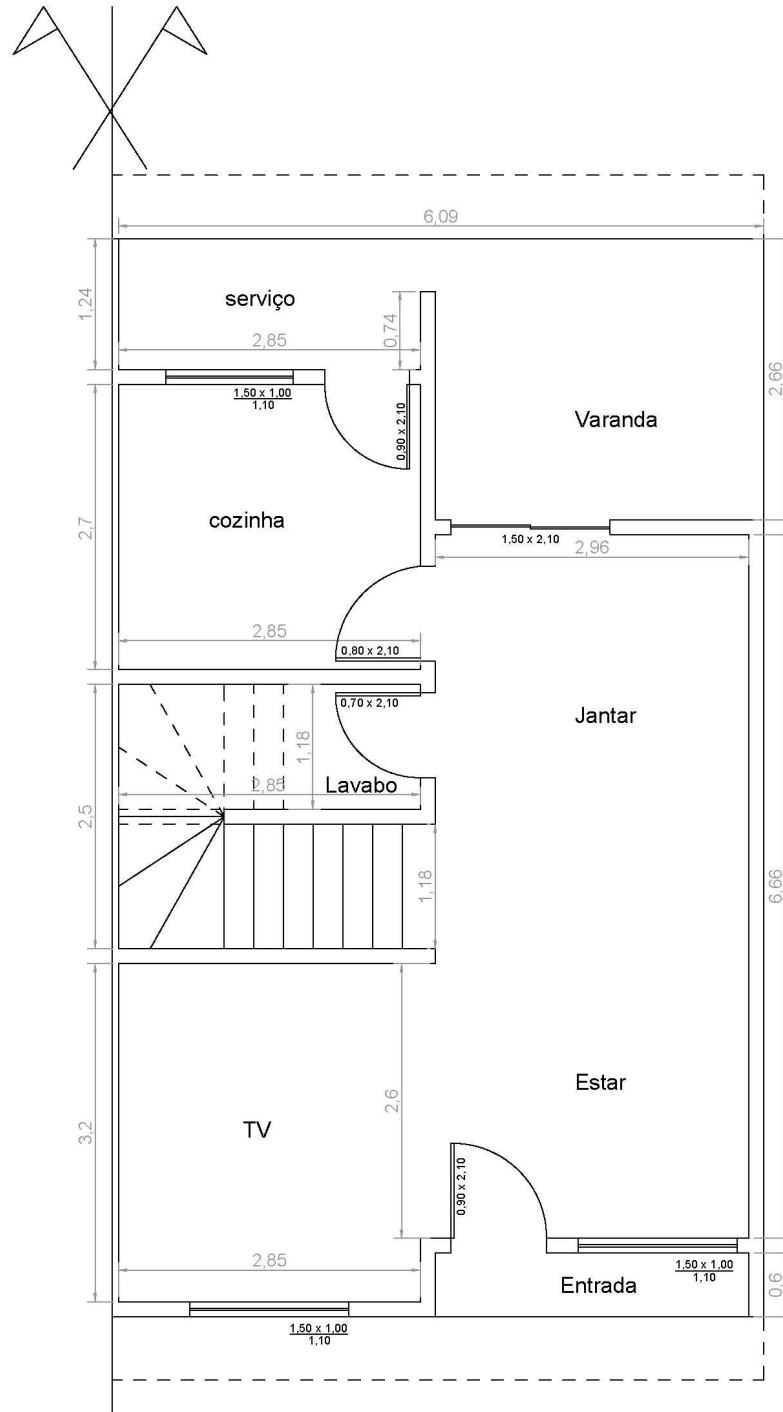 6,09
1,24
serviço
0,74
2,85
1,50 x 1,00
1,10
0,90 x 2,10
Varanda
2,66
2,7
cozinha
1,50 x 2,10
2,96
2,85
0,80 x 2,10
0,70 x 2,10
Jantar
1,18
2,85
Lavabo
2,5
1,18
6,66
Estar
2,6
3,2
TV
0,90 x 2,10
2,85
Entrada
1,50 x 1,00
1,10
0,6
1,50 x 1,00
1,10